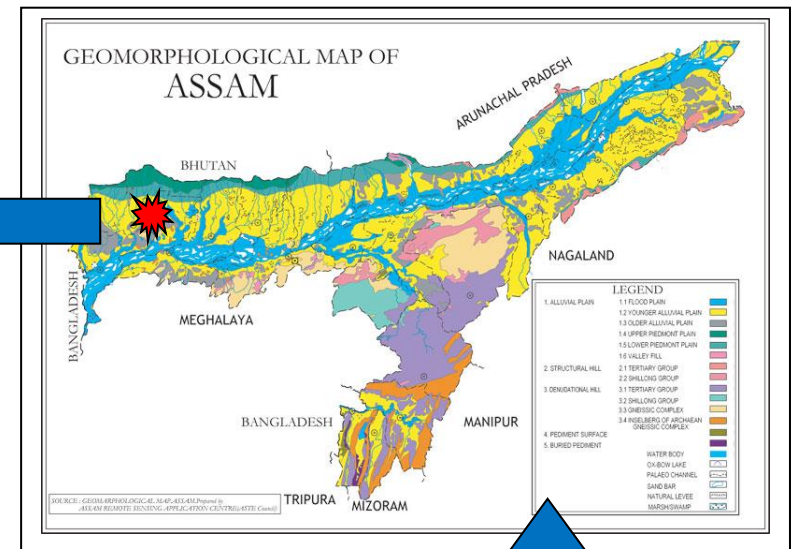 GEOMORPHOLOGICAL MAP OF
ASSAM
ARUNACHAL PRADESH
BHUTAN
NAGALAND
BANGLADESH
MEGHALAYA
BANGLADESH
MANIPUR
TRIPURA
MIZORAM
LEGEND
1. ALLUVIAL PLAIN 1.1 FLOOD PLAIN
1.2 YOUNGER ALLUVIAL PLAIN
1.3 OLDER ALLUVIAL PLAIN
1.4 UPPER PIEDMONT PLAIN
1.5 LOWER PIEDMONT PLAIN
1.6 VALLEY FILL
2. STRUCTURAL HILL 2.1 TERTIARY GROUP
2.2 SHILLONG GROUP
3. DENUDATIONAL HILL 3.1 TERTIARY GROUP
3.2 SHILLONG GROUP
3.3 GNEISSIC COMPLEX
3.4 INSELBERG OF ARCHAEAN
GNEISSIC COMPLEX
4. PEDIMENT SURFACE
5. BURIED PEDIMENT
WATER BODY
OX-BOW LAKE
PALAEO CHANNEL
SAND BAR
NATURAL LEVEE
MARSH/SWAMP
SOURCE : GEOMARPHOLOGICAL MAP, ASSAM, Prepared by
ASSAM REMOTE SENSING APPLICATION CENTRE(ASTE Council)